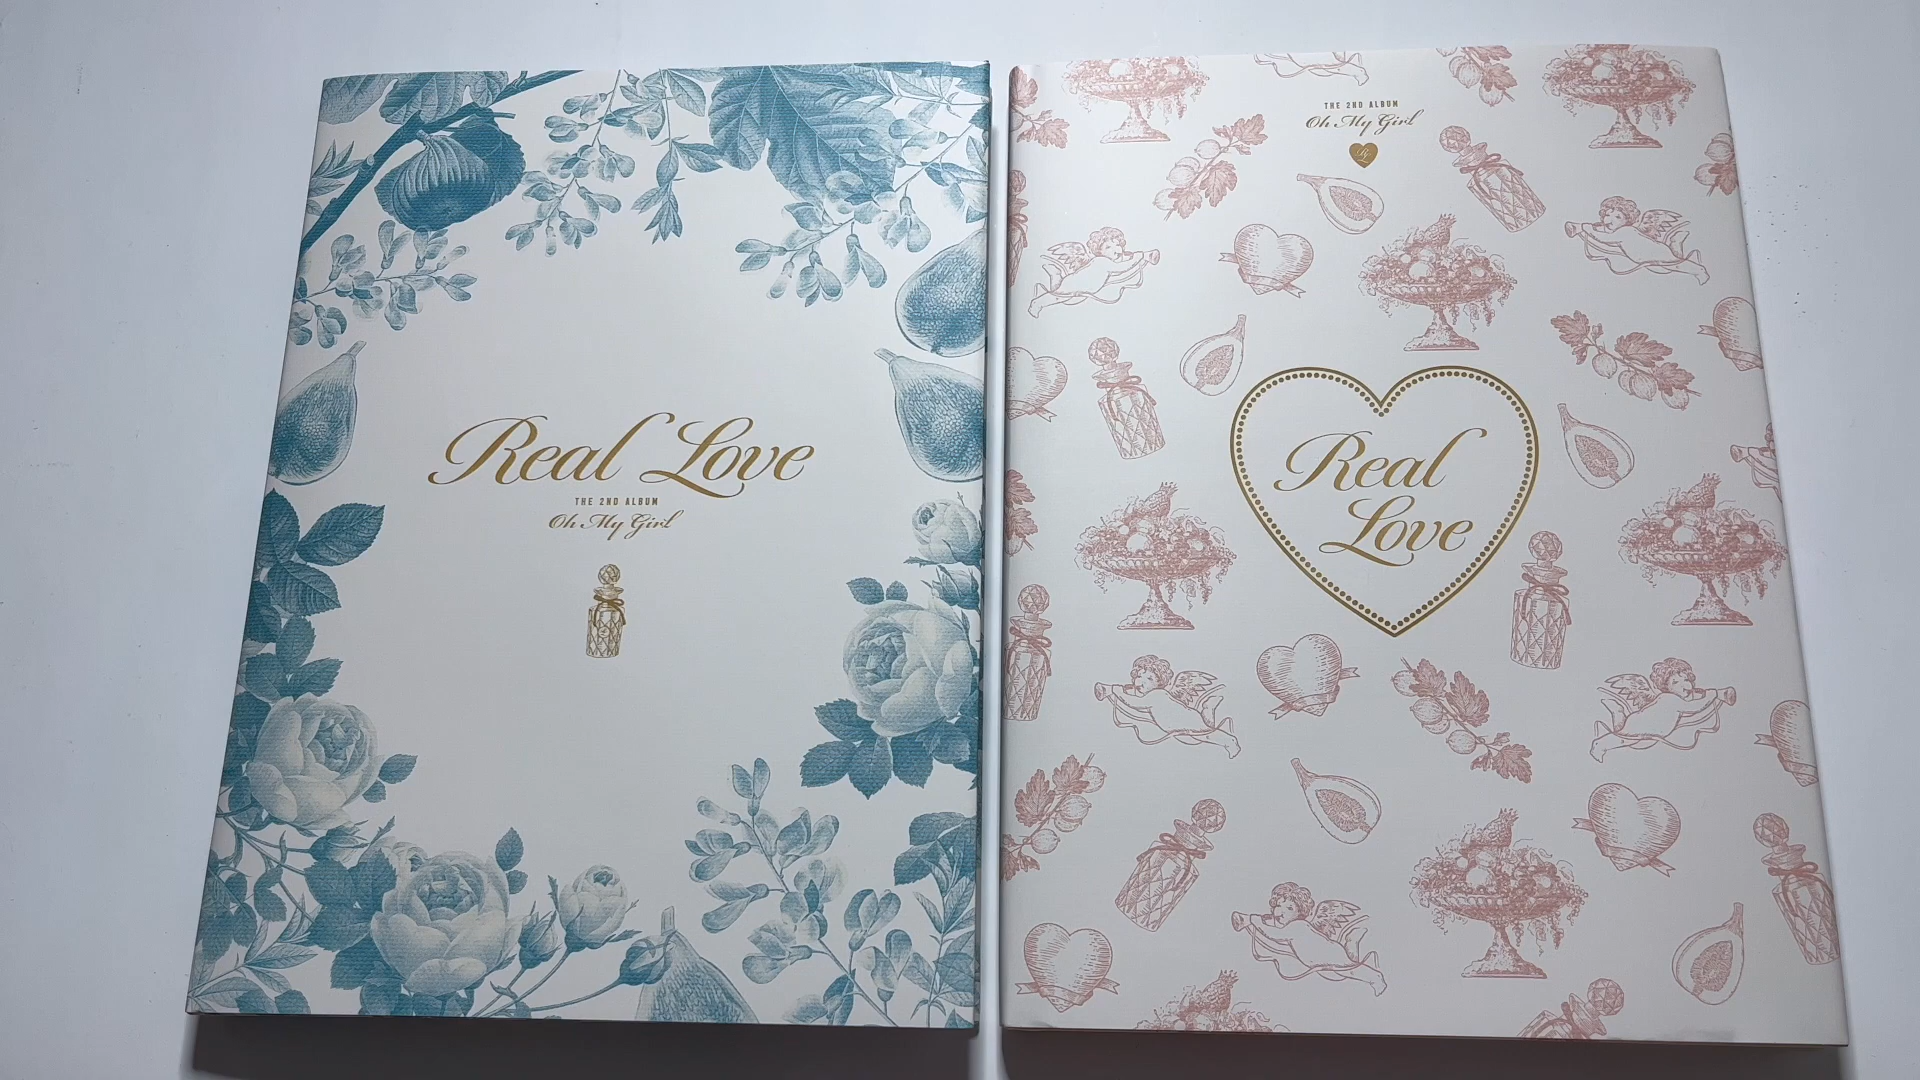 Real Love
THE 2ND ALBUM
Oh My Girl
THE 2ND ALBUM
Oh My Girl
Real
Love